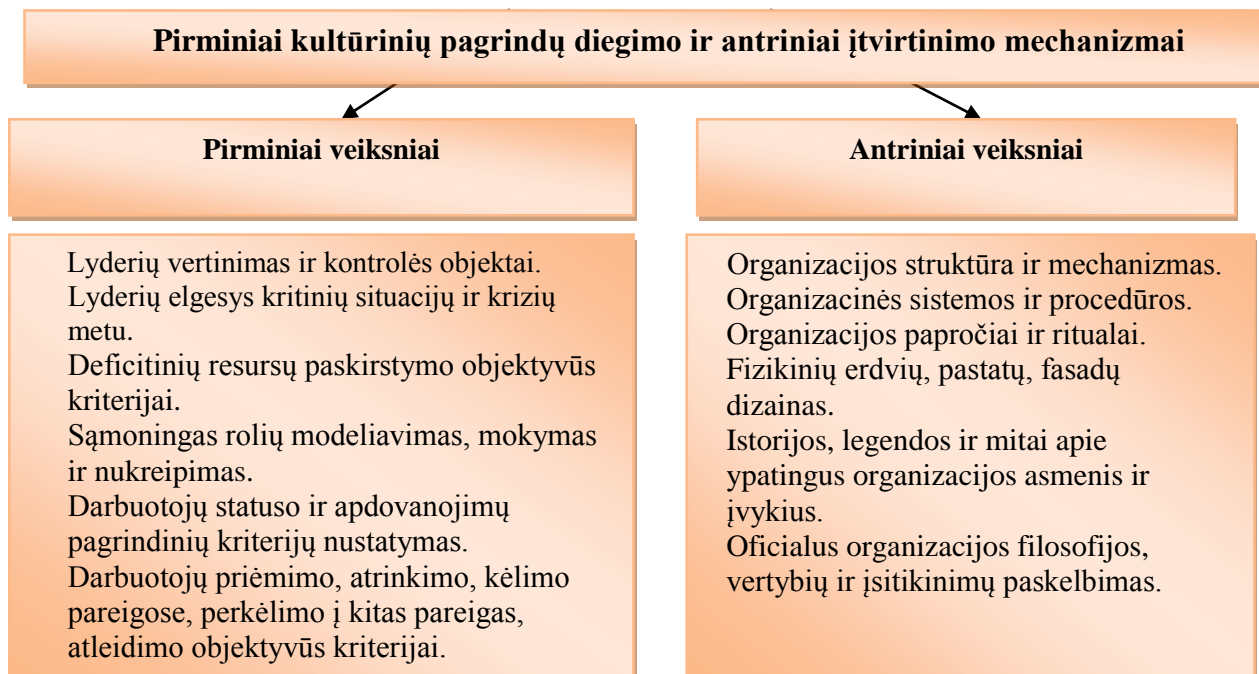 Pirminiai kultūrinių pagrindų diegimo ir antriniai įtvirtinimo mechanizmai
Pirminiai veiksniai
Lyderių vertinimas ir kontrolės objektai.
Lyderių elgesys kritinių situacijų ir krizių
metu.
Deficitinių resursų paskirstymo objektyvūs
kriterijai.
Sąmoningas rolių modeliavimas, mokymas
ir nukreipimas.
Darbuotojų statuso ir apdovanojimų
pagrindinių kriterijų nustatymas.
Darbuotojų priėmimo, atrinkimo, kėlimo
pareigose, perkėlimo į kitas pareigas,
atleidimo objektyvūs kriterijai.
Antriniai veiksniai
Organizacijos struktūra ir mechanizmas.
Organizacinės sistemos ir procedūros.
Organizacijos papročiai ir ritualai.
Fizikinių erdvių, pastatų, fasadų
dizainas.
Istorijos, legendos ir mitai apie
ypatingus organizacijos asmenis ir
įvykius.
Oficialus organizacijos filosofijos,
vertybių ir įsitikinimų paskelbimas.